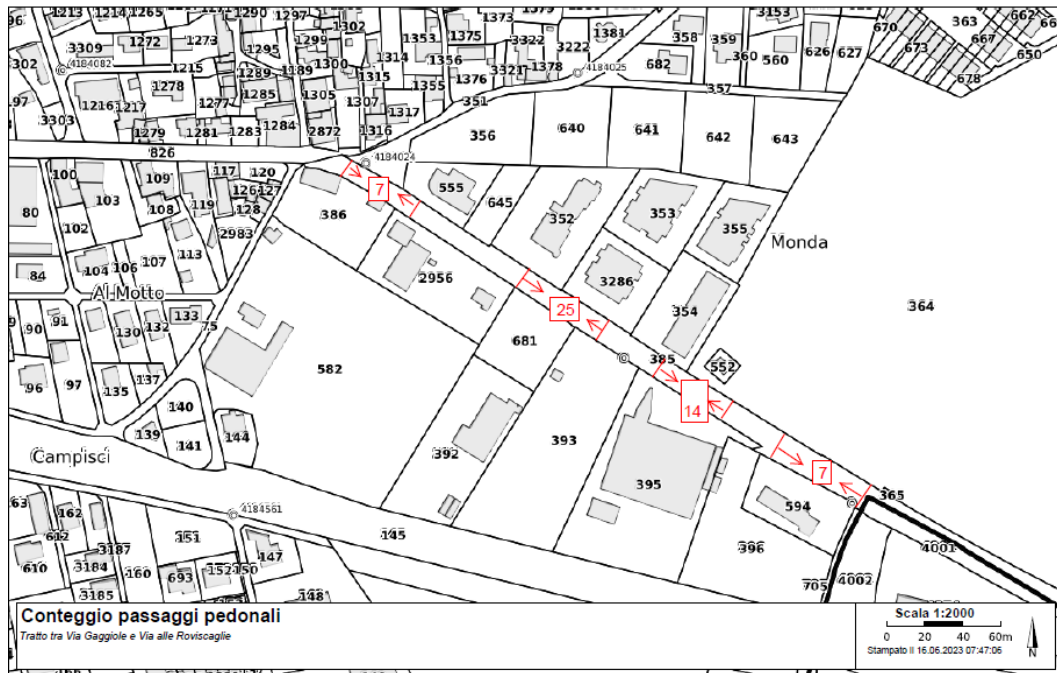 1213 1214 1265 1271 1290 1297 1302 1373 1379 1381 3153 363 662
3309 1272 1273 1295 1299 1300 1314 1353 1375 3322 3222 358 359 360 560 626 627 670 673 667 650
302 4184082 1215 1289 1189 1315 1356 3321 1378 4184025 682 678
1278 1285 1305 1307 1355 1376 351 357
1216 1217 1277 1317
3303 1279 1281 1283 1284 2872 1316 356 640 641 642 643
826 4184024
100 109 117 120 7 555
80 103 119 126 127 386 645 352 353 355
102 108 128
2983 Monda
84 104 106 107 113 2956 3286
Al Motto 25 354 364
90 91 130 132 133 75 681
385 552
96 97 135 137 582
140 14
139 141 144 393
Campisci 392 7
395 365
162 4184561 594
612 151 145
610 3187 3184 160 693 152 150 147 396 4001
3185 148 705 4002
Conteggio passaggi pedonali
Tratto tra Via Gaggiole e Via alle Roviscaglie
Scala 1:2000
0 20 40 60m
Stampato il 16.06.2023 07:47:06
N